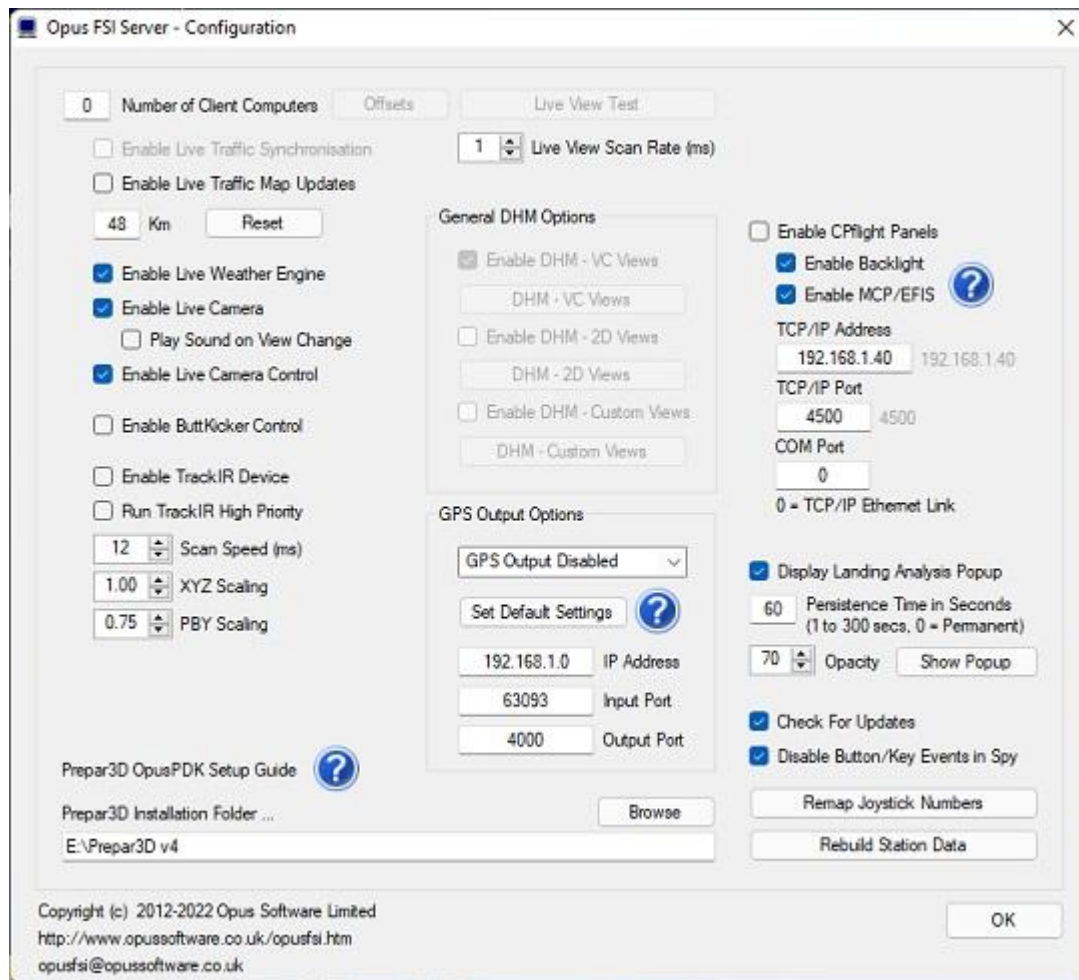 Opus FSI Server - Configuration
0 Number of Client Computers Offsets Live View Test
Enable Live Traffic Synchronisation
1 Live View Scan Rate (ms)
Enable Live Traffic Map Updates
48 Km Reset
Enable Live Weather Engine
Enable Live Camera
Play Sound on View Change
Enable Live Camera Control
Enable ButtKicker Control
Enable TrackIR Device
Run TrackIR High Priority
12 Scan Speed (ms)
1.00 XYZ Scaling
0.75 PBY Scaling
General DHM Options
Enable DHM - VC Views
DHM - VC Views
Enable DHM - 2D Views
DHM - 2D Views
Enable DHM - Custom Views
DHM - Custom Views
GPS Output Options
GPS Output Disabled
Set Default Settings ?
192.168.1.0 IP Address
63093 Input Port
4000 Output Port
Enable CPflight Panels
Enable Backlight
Enable MCP/EFIS ?
TCP/IP Address
192.168.1.40 192.168.1.40
TCP/IP Port
4500 4500
COM Port
0
0 = TCP/IP Ethernet Link
Display Landing Analysis Popup
60 Persistence Time in Seconds
(1 to 300 secs, 0 = Permanent)
70 Opacity Show Popup
Check For Updates
Disable Button/Key Events in Spy
Remap Joystick Numbers
Rebuild Station Data
Prepar3D OpusPDK Setup Guide ?
Prepar3D Installation Folder ... Browse
E:\Prepar3D v4
Copyright (c) 2012-2022 Opus Software Limited
http://www.opussoftware.co.uk/opusfsi.htm
opusfsi@opussoftware.co.uk
OK